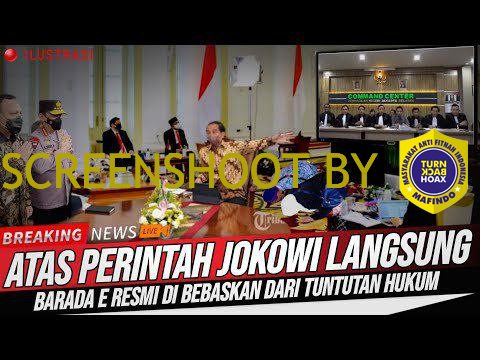 ILUSTRASI
COMMAND CENTER
SCREENSHOOT BY
MASYARAKAT ANTI FITNAH INDONESIA
TURN
BACK
HOAX
MAFINDO
Tribun
BREAKING NEWS LIVE
ATAS PERINTAH JOKOWI LANGSUNG
BARADA E RESMI DI BEBASKAN DARI TUNTUTAN HUKUM